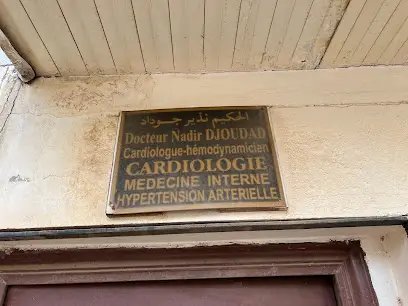 الحكيم نذير جوداد
Docteur Nadir DJOUDAD
Cardiologue-hémodynamicien
CARDIOLOGIE
MEDECINE INTERNE
HYPERTENSION ARTERIELLE